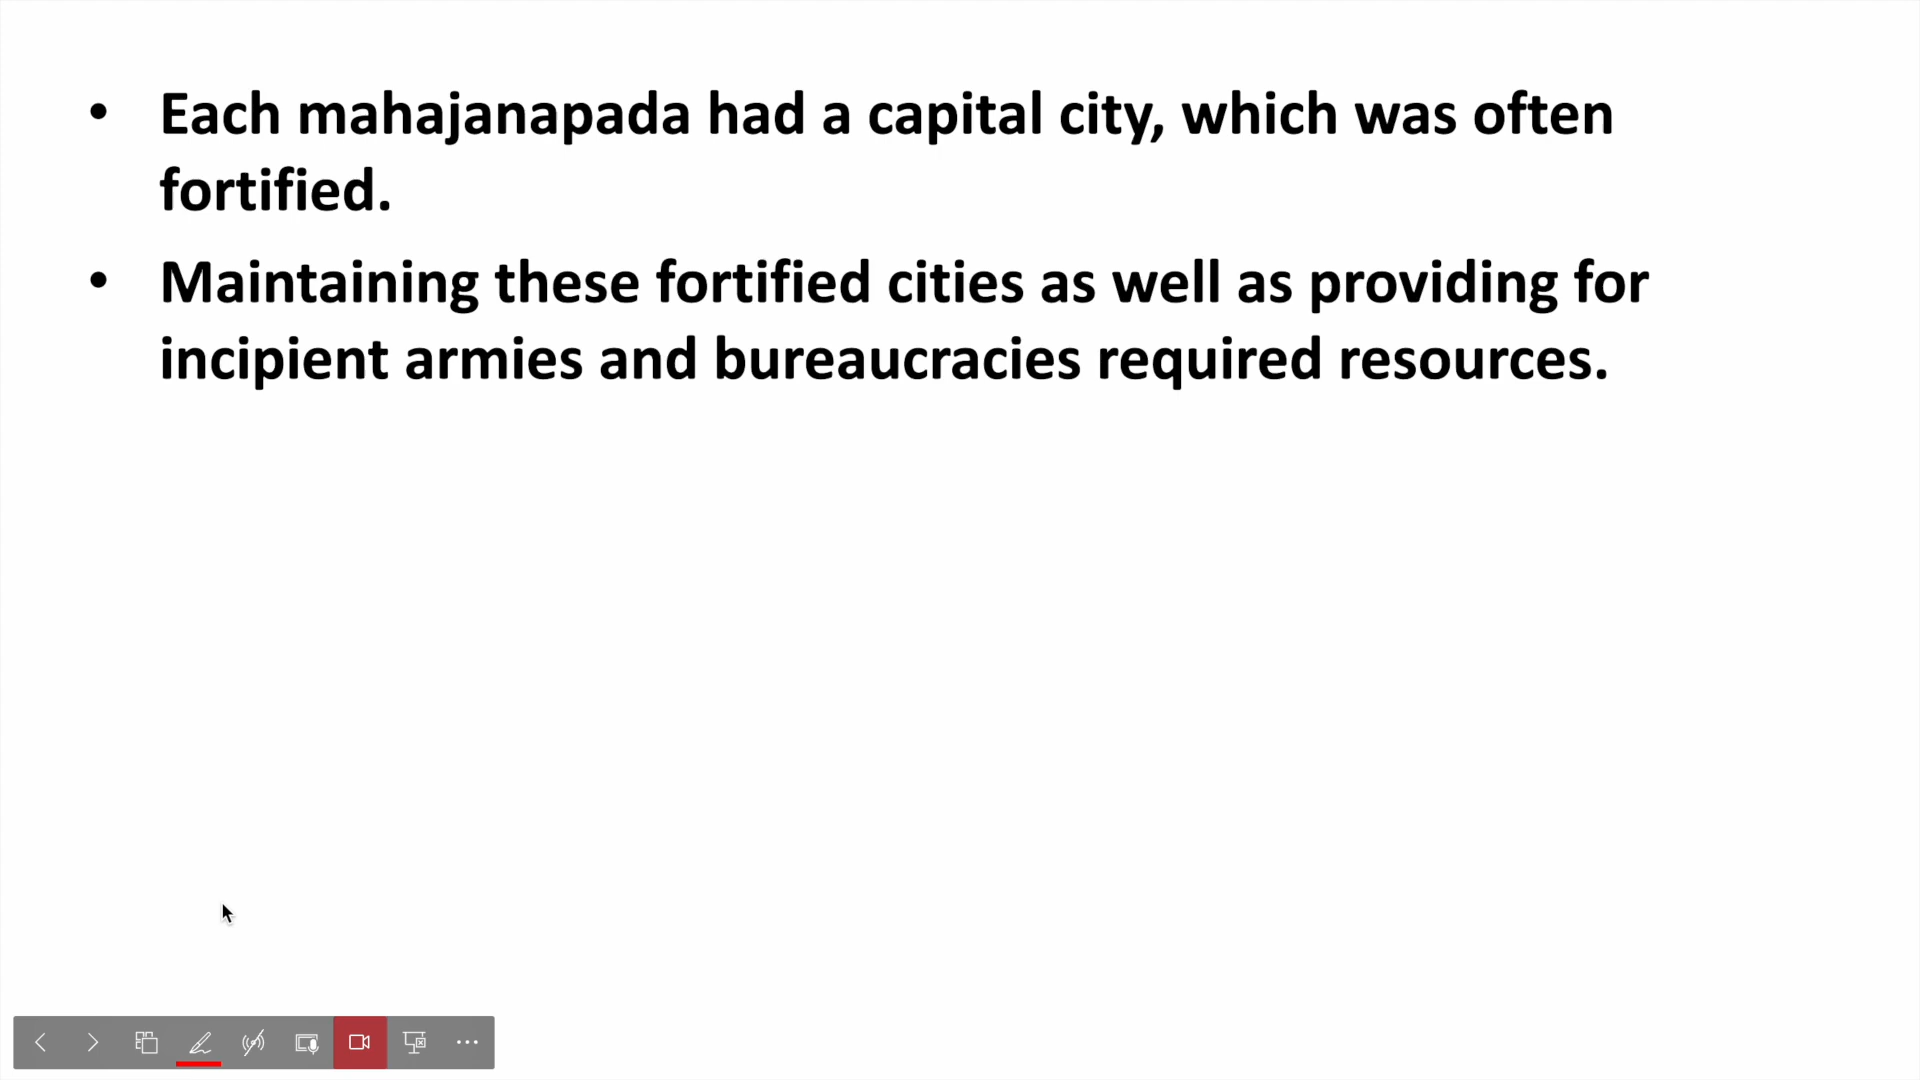 • Each mahajanapada had a capital city, which was often
fortified.
• Maintaining these fortified cities as well as providing for
incipient armies and bureaucracies required resources.